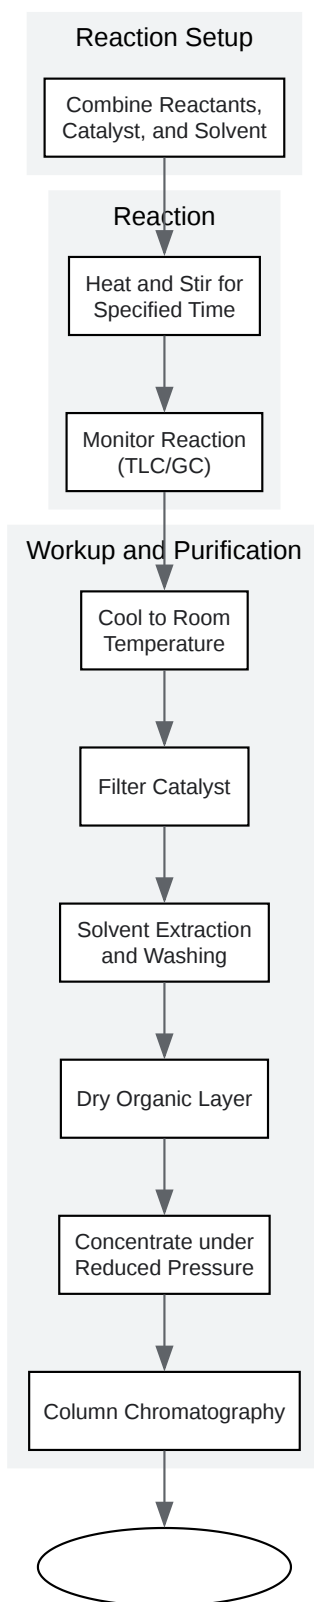 Reaction Setup
Combine Reactants,
Catalyst, and Solvent
Reaction
Heat and Stir for
Specified Time
Monitor Reaction
(TLC/GC)
Workup and Purification
Cool to Room
Temperature
Filter Catalyst
Solvent Extraction
and Washing
Dry Organic Layer
Concentrate under
Reduced Pressure
Column Chromatography